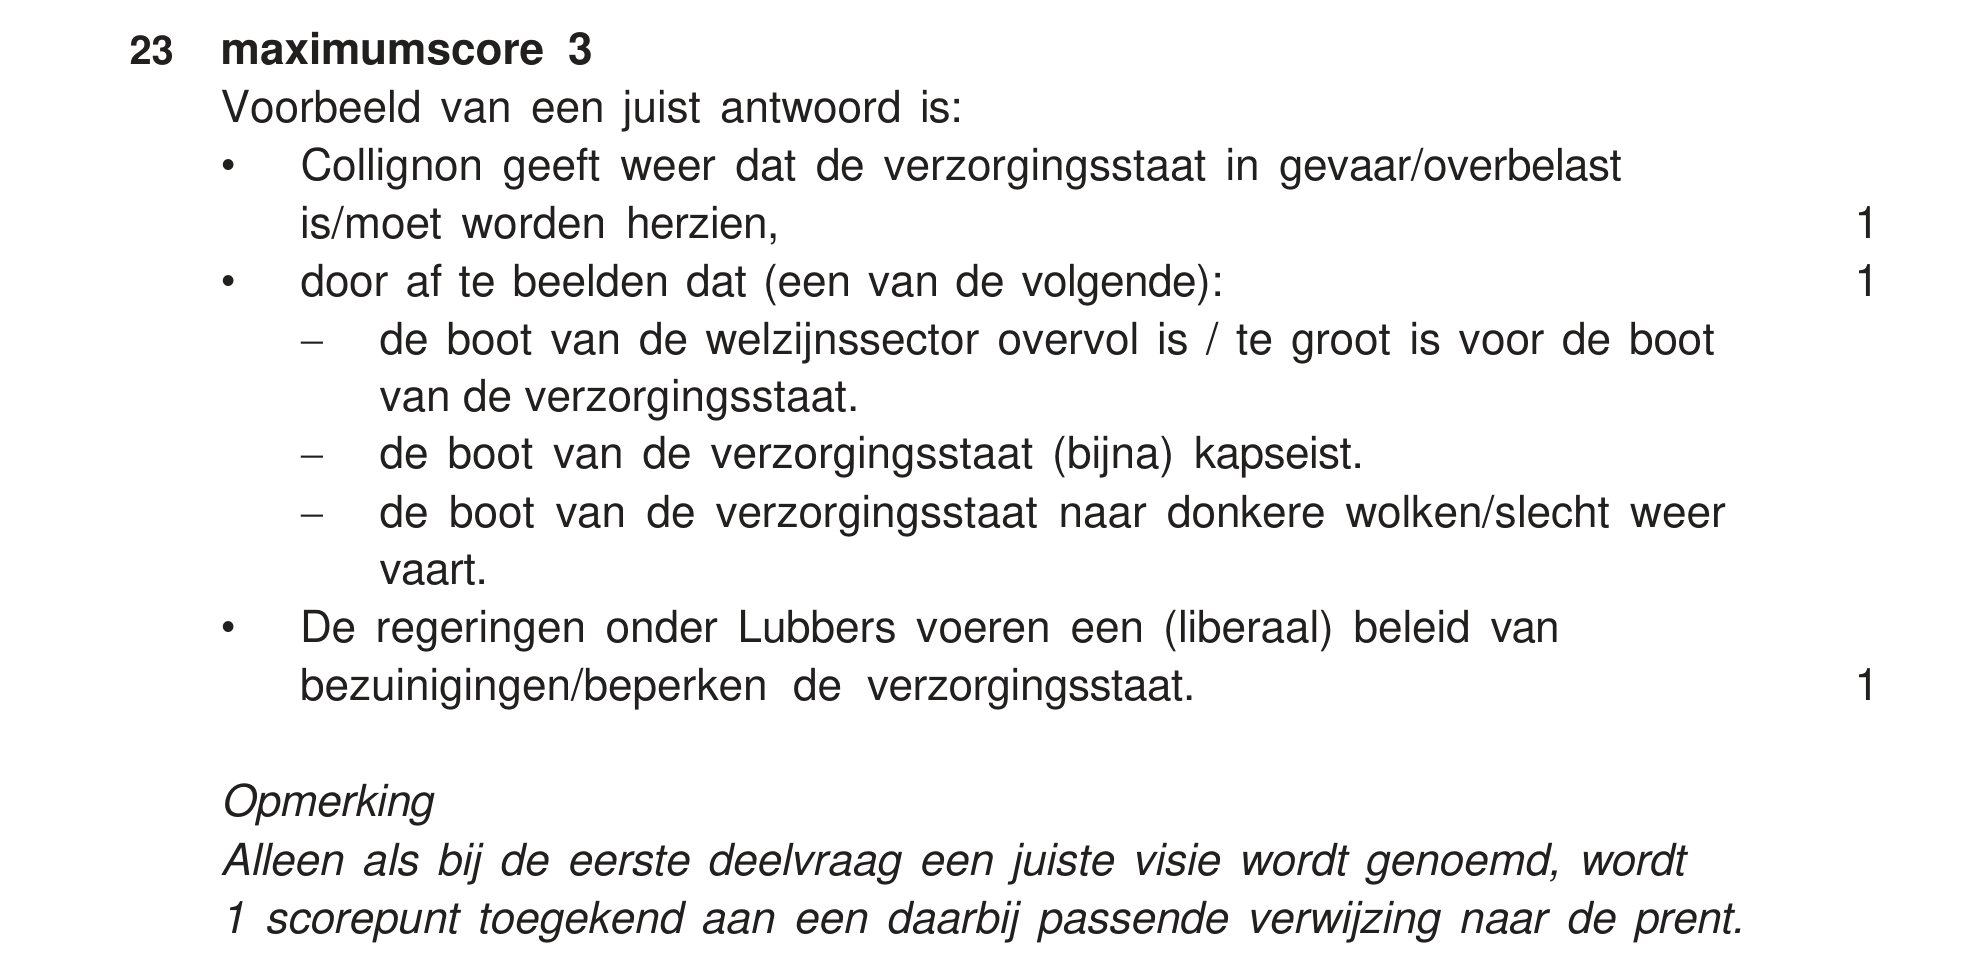 23 maximumscore 3
Voorbeeld van een juist antwoord is:
• Collignon geeft weer dat de verzorgingsstaat in gevaar/overbelast
is/moet worden herzien, 1
• door af te beelden dat (een van de volgende): 1
– de boot van de welzijnssector overvol is / te groot is voor de boot
van de verzorgingsstaat.
– de boot van de verzorgingsstaat (bijna) kapseist.
– de boot van de verzorgingsstaat naar donkere wolken/slecht weer
vaart.
• De regeringen onder Lubbers voeren een (liberaal) beleid van
bezuinigingen/beperken de verzorgingsstaat. 1
Opmerking
Alleen als bij de eerste deelvraag een juiste visie wordt genoemd, wordt
1 scorepunt toegekend aan een daarbij passende verwijzing naar de prent.